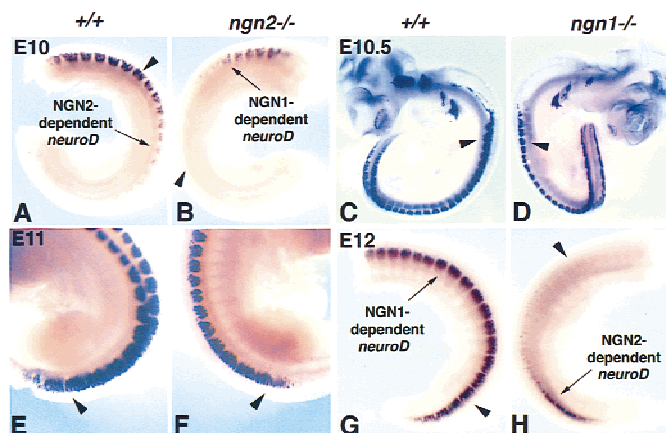 +/+
ngn2-/-
+/+
ngn1-/-
E10
E10.5
NGN2-
dependent
neuroD
NGN1-
dependent
neuroD
A
B
C
D
E11
E12
NGN1-
dependent
neuroD
NGN2-
dependent
neuroD
E
F
G
H